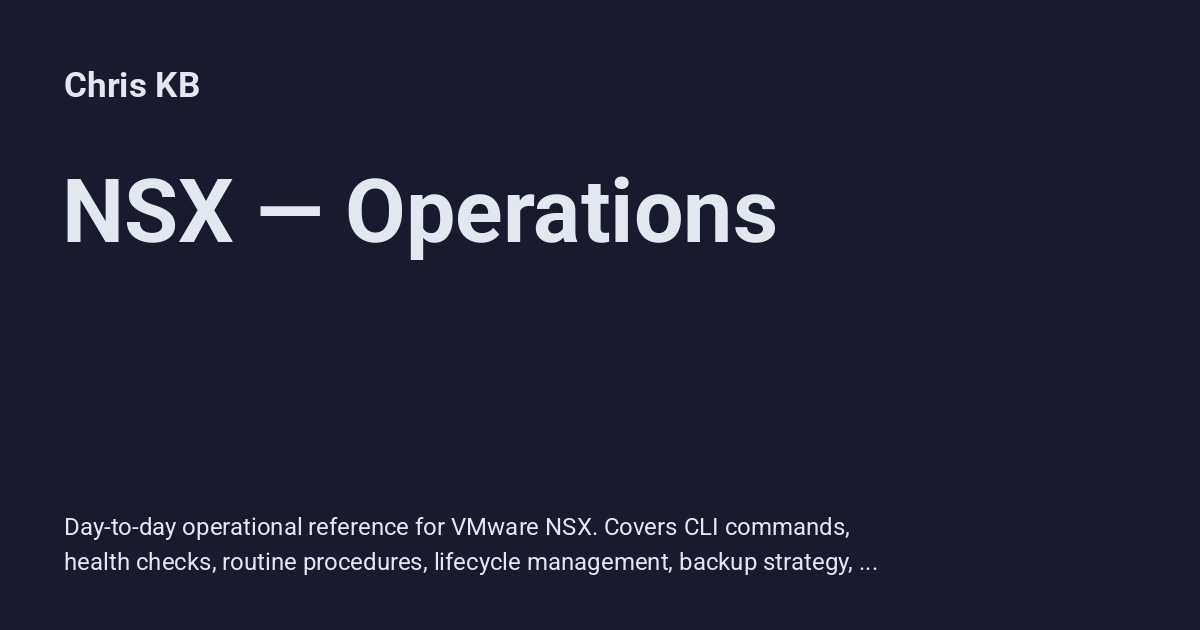 Chris KB
NSX — Operations
Day-to-day operational reference for VMware NSX. Covers CLI commands,
health checks, routine procedures, lifecycle management, backup strategy, ...